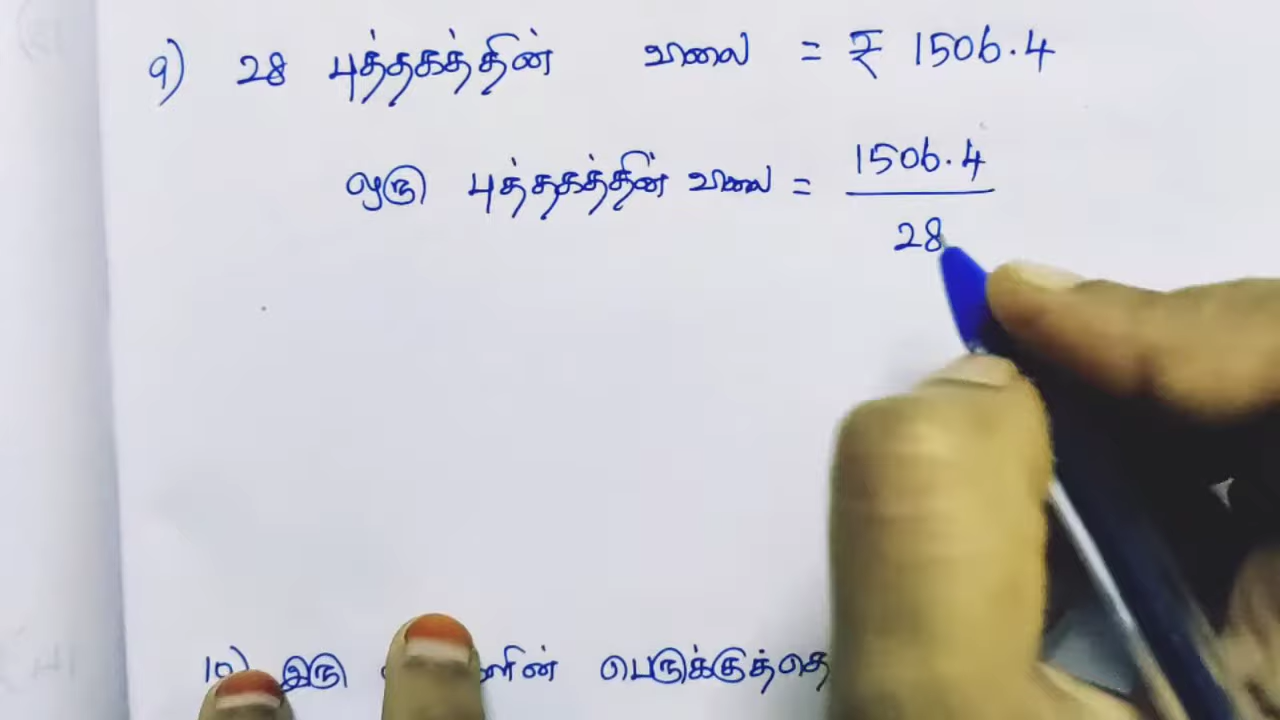 9) 28 புத்தகத்தின் விலை = ₹ 1506.4
ஒரு புத்தகத்தின் விலை = 1506.4
28
10) இரு பெருக்குத்தொ